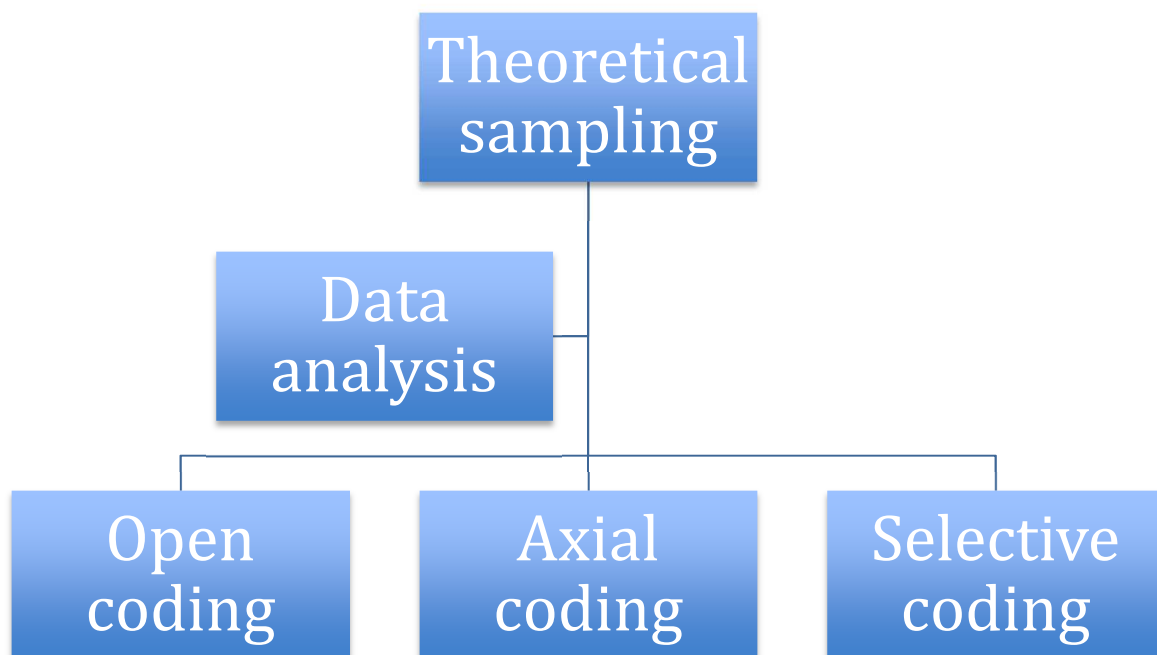 Theoretical
sampling
Data
analysis
Open
coding
Axial
coding
Selective
coding